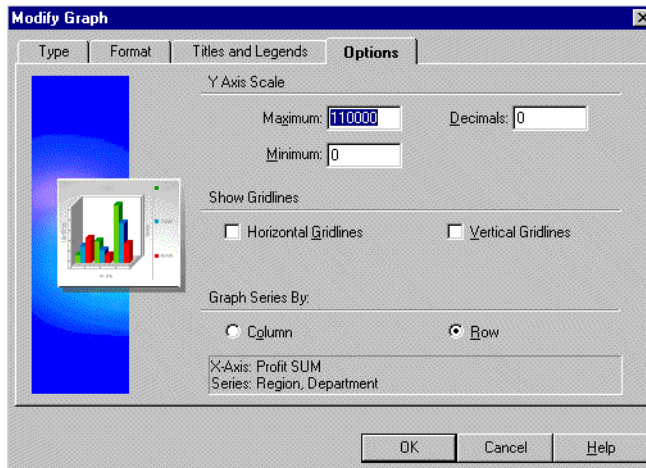 Modify Graph
Type Format Titles and Legends Options
Y Axis Scale
Maximum: 110000 Decimals: 0
Minimum: 0
Show Gridlines
Horizontal Gridlines Vertical Gridlines
Graph Series By:
Column Row
X-Axis: Profit SUM
Series: Region, Department
OK Cancel Help